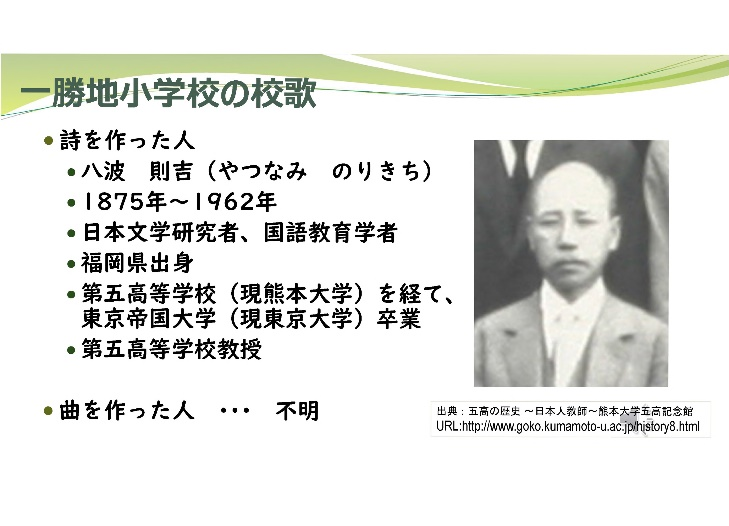 一勝地小学校の校歌
詩を作った人
八波　則吉（やつなみ　のりきち）
1875年～1962年
日本文学研究者、国語教育学者
福岡県出身
第五高等学校（現熊本大学）を経て、
東京帝国大学（現東京大学）卒業
第五高等学校教授
曲を作った人　・・・　不明
出典：五高の歴史 ～日本人教師～熊本大学五高記念館
URL:http://www.goko.kumamoto-u.ac.jp/history8.html